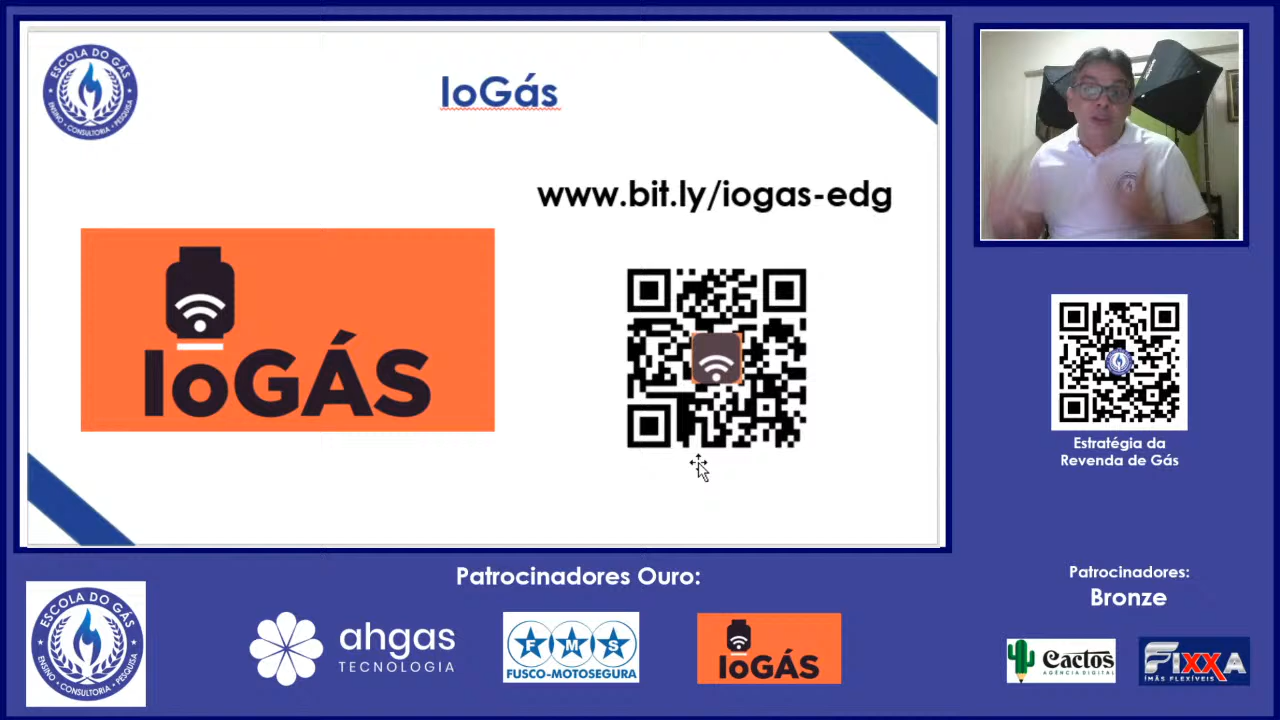 ESCOLA DO GÁS
ENSINO • CONSULTORIA • PESQUISA
IoGás
www.bit.ly/iogas-edg
IoGÁS
Estratégia da
Revenda de Gás
Patrocinadores Ouro:
Patrocinadores:
Bronze
ESCOLA DO GÁS
ENSINO • CONSULTORIA • PESQUISA
ahgas
TECNOLOGIA
F M S
FUSCO-MOTOSEGURA
IoGÁS
Cactos
AGÊNCIA DIGITAL
FIXXA
ÍMÃS FLEXÍVEIS